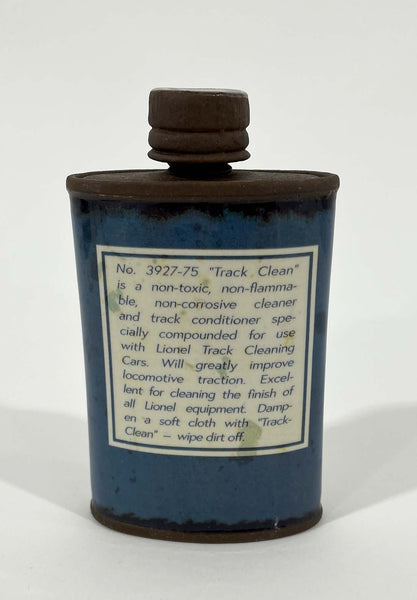 No. 3927-75 "Track Clean"
is a non-toxic, non-flamma-
ble, non-corrosive cleaner
and track conditioner spe-
cially compounded for use
with Lionel Track Cleaning
Cars. Will greatly improve
locomotive traction. Excel-
lent for cleaning the finish of
all Lionel equipment. Damp-
en a soft cloth with "Track-
Clean" — wipe dirt off.